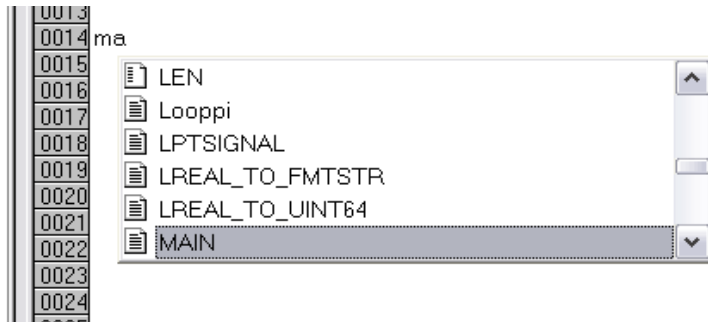 0013
0014 ma
0015
LEN
0016
0017
Looppi
0018
LPTSIGNAL
0019
LREAL_TO_FMTSTR
0020
LREAL_TO_UINT64
0021
0022
MAIN
0023
0024